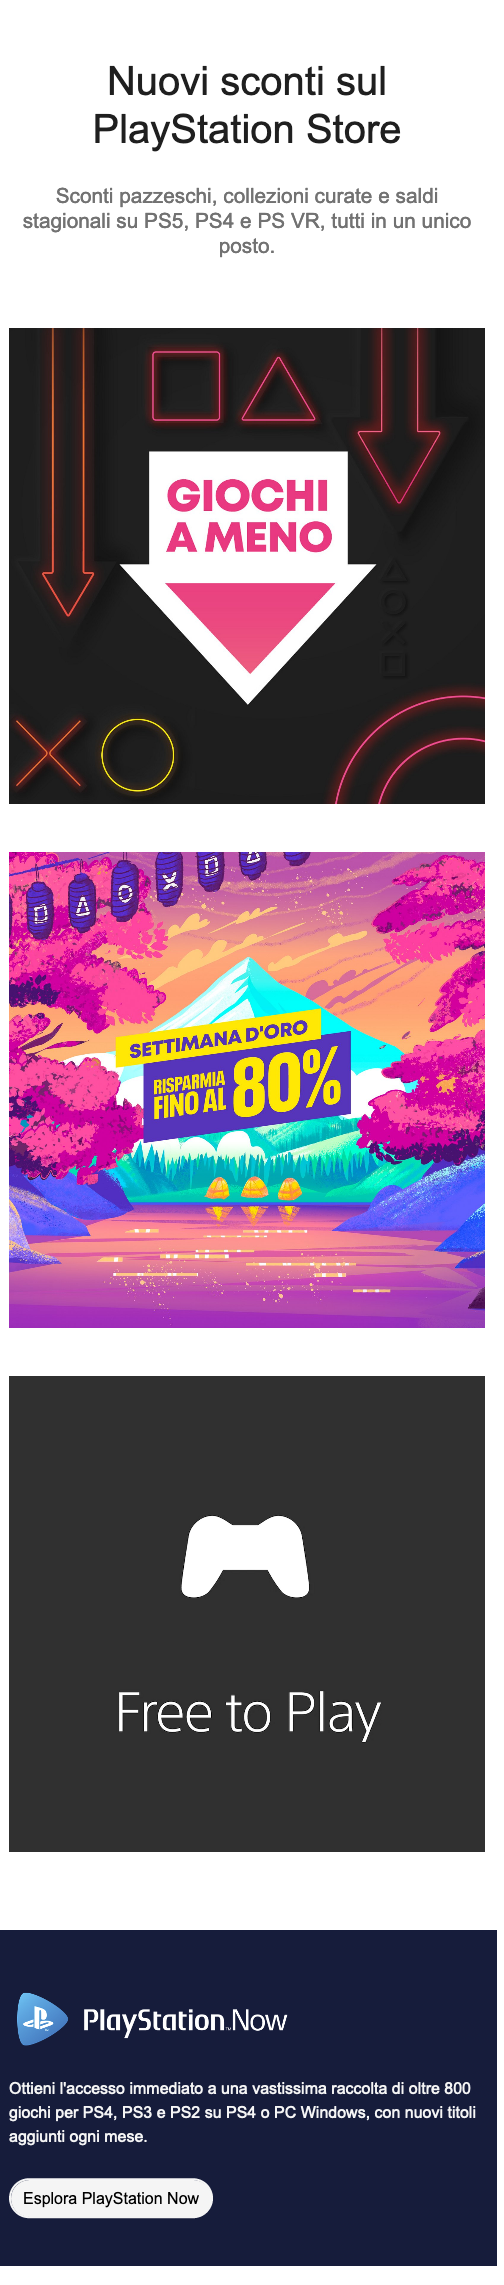 Nuovi sconti sul
PlayStation Store
Sconti pazzeschi, collezioni curate e saldi
stagionali su PS5, PS4 e PS VR, tutti in un unico
posto.
GIOCHI
A MENO
SETTIMANA D'ORO
RISPARMIA
FINO AL 80%
Free to Play
PlayStation™Now
Ottieni l'accesso immediato a una vastissima raccolta di oltre 800
giochi per PS4, PS3 e PS2 su PS4 o PC Windows, con nuovi titoli
aggiunti ogni mese.
Esplora PlayStation Now